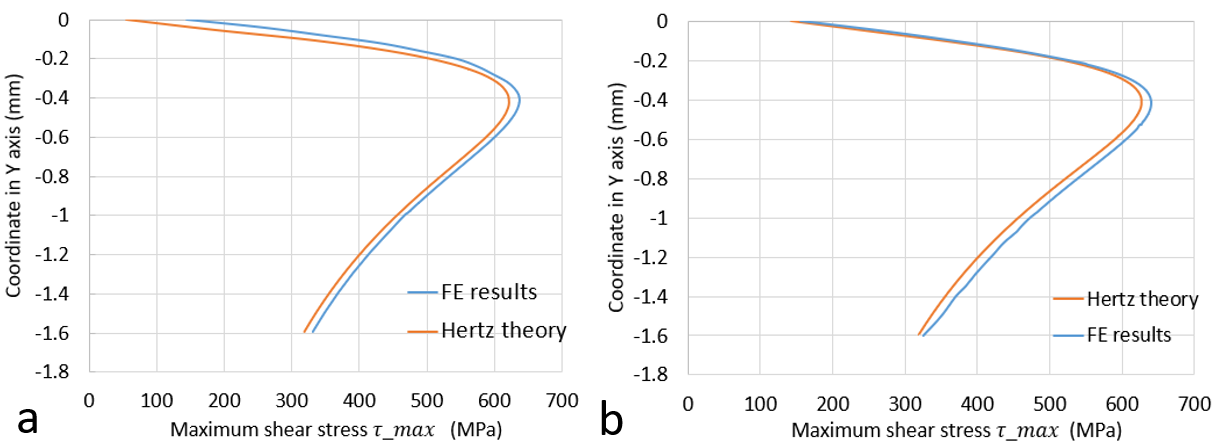 0
-0.2
-0.4
-0.6
-0.8
-1
-1.2
-1.4
-1.6
-1.8
Coordinate in Y axis (mm)
FE results
Hertz theory
0 100 200 300 400 500 600 700
Maximum shear stress τ_max (MPa)
a
0
-0.2
-0.4
-0.6
-0.8
-1
-1.2
-1.4
-1.6
-1.8
Coordinate in Y axis (mm)
Hertz theory
FE results
0 100 200 300 400 500 600 700
Maximum shear stress τ_max (MPa)
b